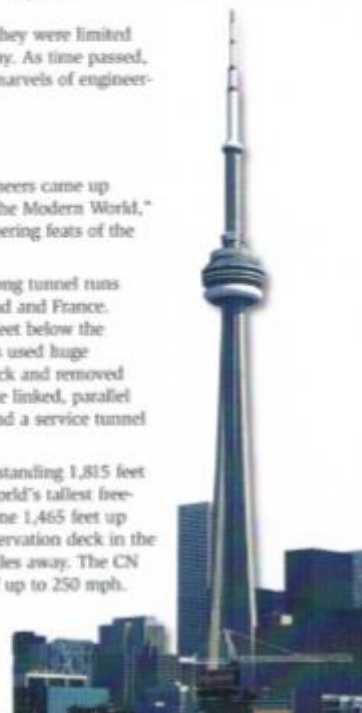 hey were limited
y. As time passed,
marvels of engineer-
neers came up
he Modern World,"
ering feats of the
ong tunnel runs
d and France.
eet below the
s used huge
ck and removed
e linked, parallel
nd a service tunnel
standing 1,815 feet
orld's tallest free-
ne 1,465 feet up
ervation deck in the
les away. The CN
f up to 250 mph.